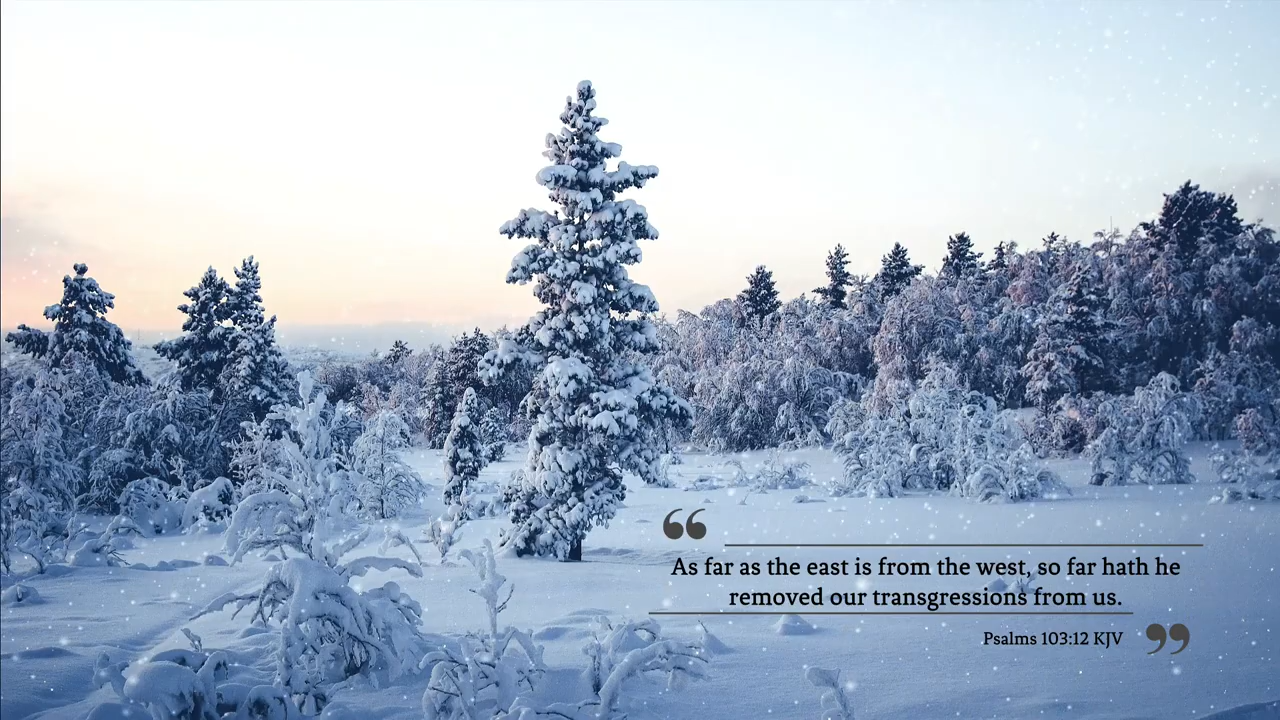 “
As far as the east is from the west, so far hath he
removed our transgressions from us.
Psalms 103:12 KJV ”